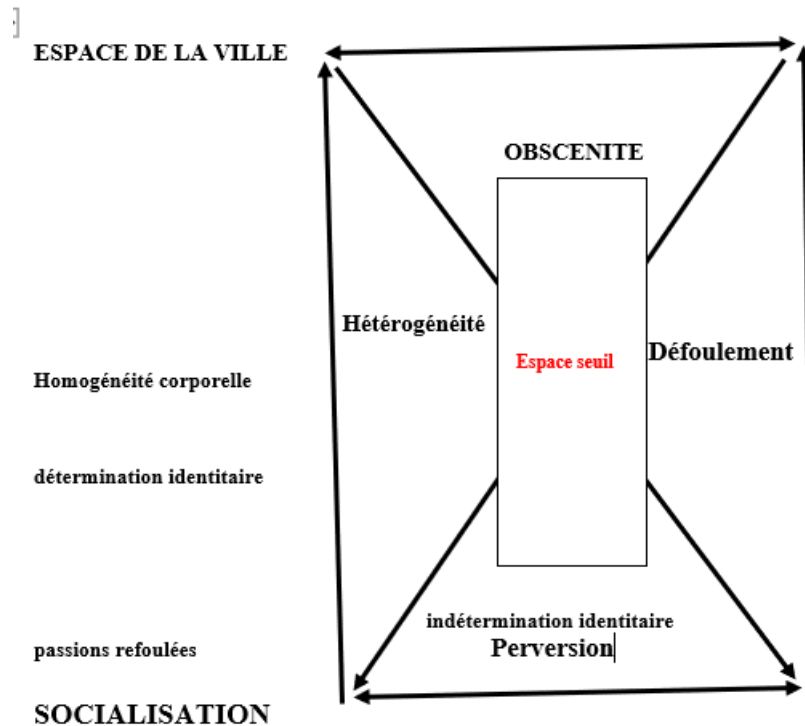 ESPACE DE LA VILLE
OBSCENITE
Hétérogénéité
Espace seuil
Défoulement
Homogénéité corporelle
détermination identitaire
indétermination identitaire
passions refoulées
Perversion
SOCIALISATION